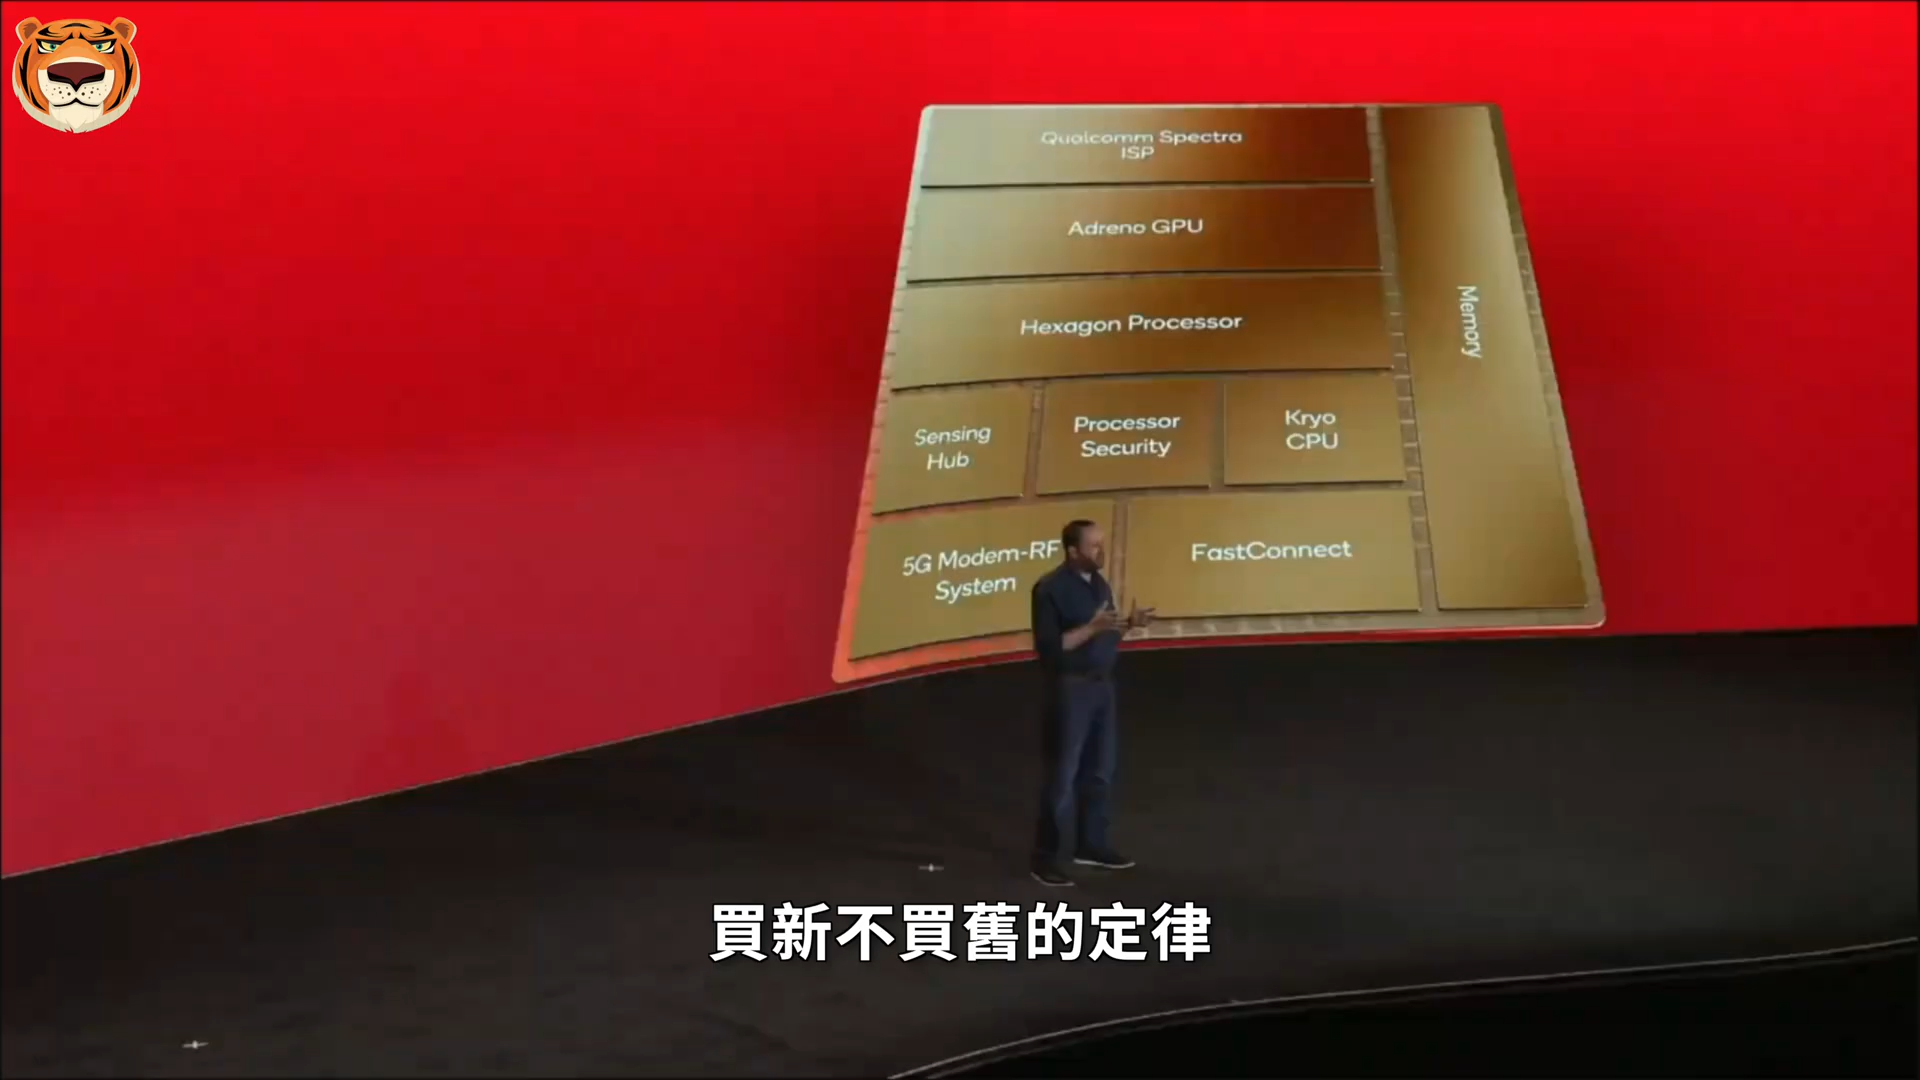 Qualcomm Spectra
ISP
Adreno GPU
Hexagon Processor
Memory
Sensing
Hub
Processor
Security
Kryo
CPU
5G Modem-RF
System
FastConnect
買新不買舊的定律